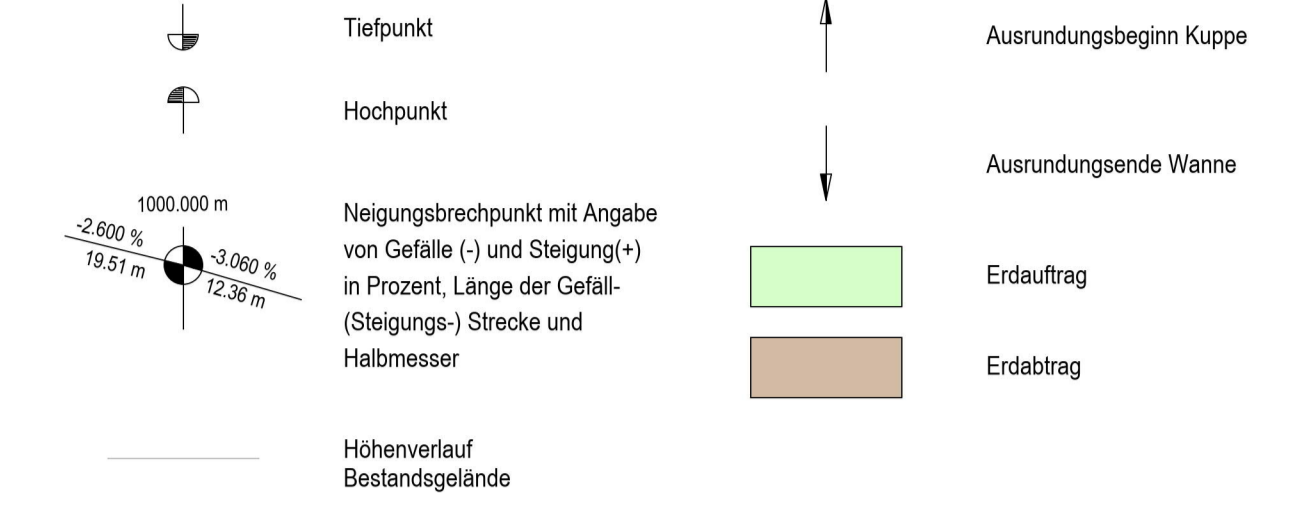 Tiefpunkt
Hochpunkt
1000.000 m
-2.600 %
19.51 m
-3.060 %
12.36 m
Neigungsbrechpunkt mit Angabe
von Gefälle (-) und Steigung(+)
in Prozent, Länge der Gefäll-
(Steigungs-) Strecke und
Halbmesser
Höhenverlauf
Bestandsgelände
Ausrundungsbeginn Kuppe
Ausrundungsende Wanne
Erdauftrag
Erdabtrag